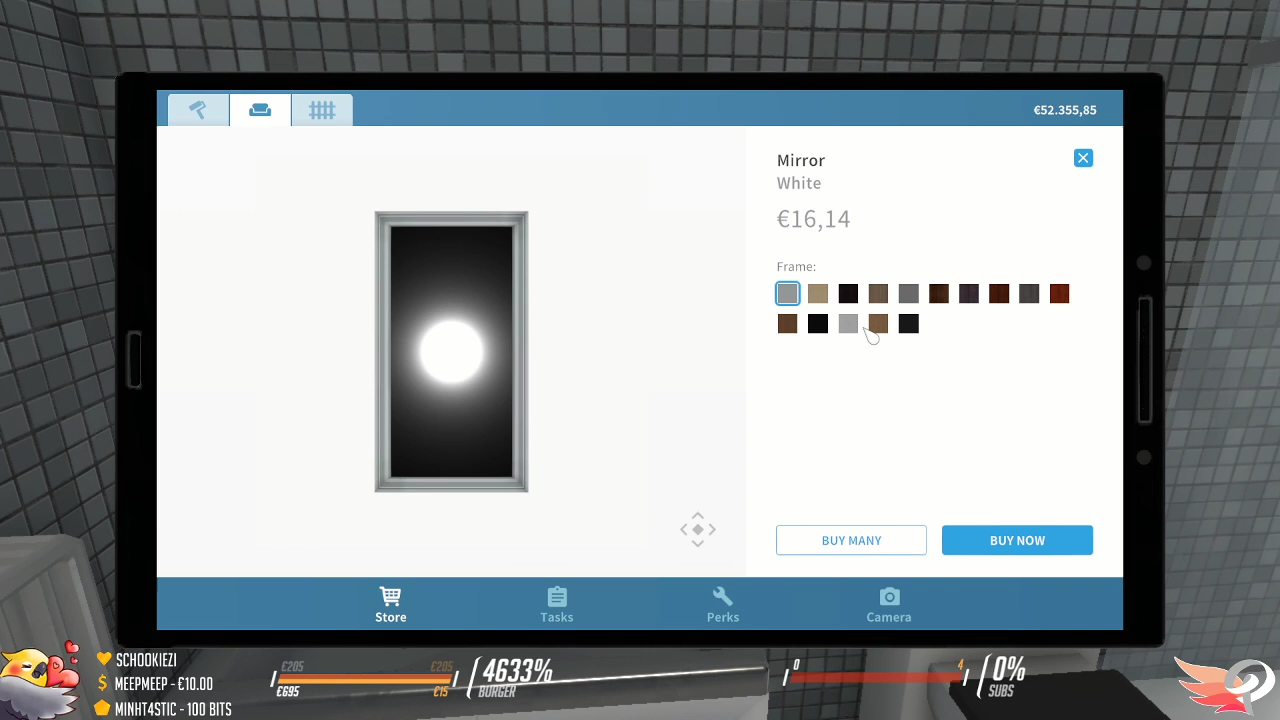 €52.355,85
Mirror
White
€16,14
Frame:
BUY MANY
BUY NOW
Store
Tasks
Perks
Camera
SCHOOKIEZI
MEEPMEEP - €10.00
MINHT4STIC - 100 BITS
€205
€205
€695
€15
4633%
BURGER
0
4
0%
SUBS